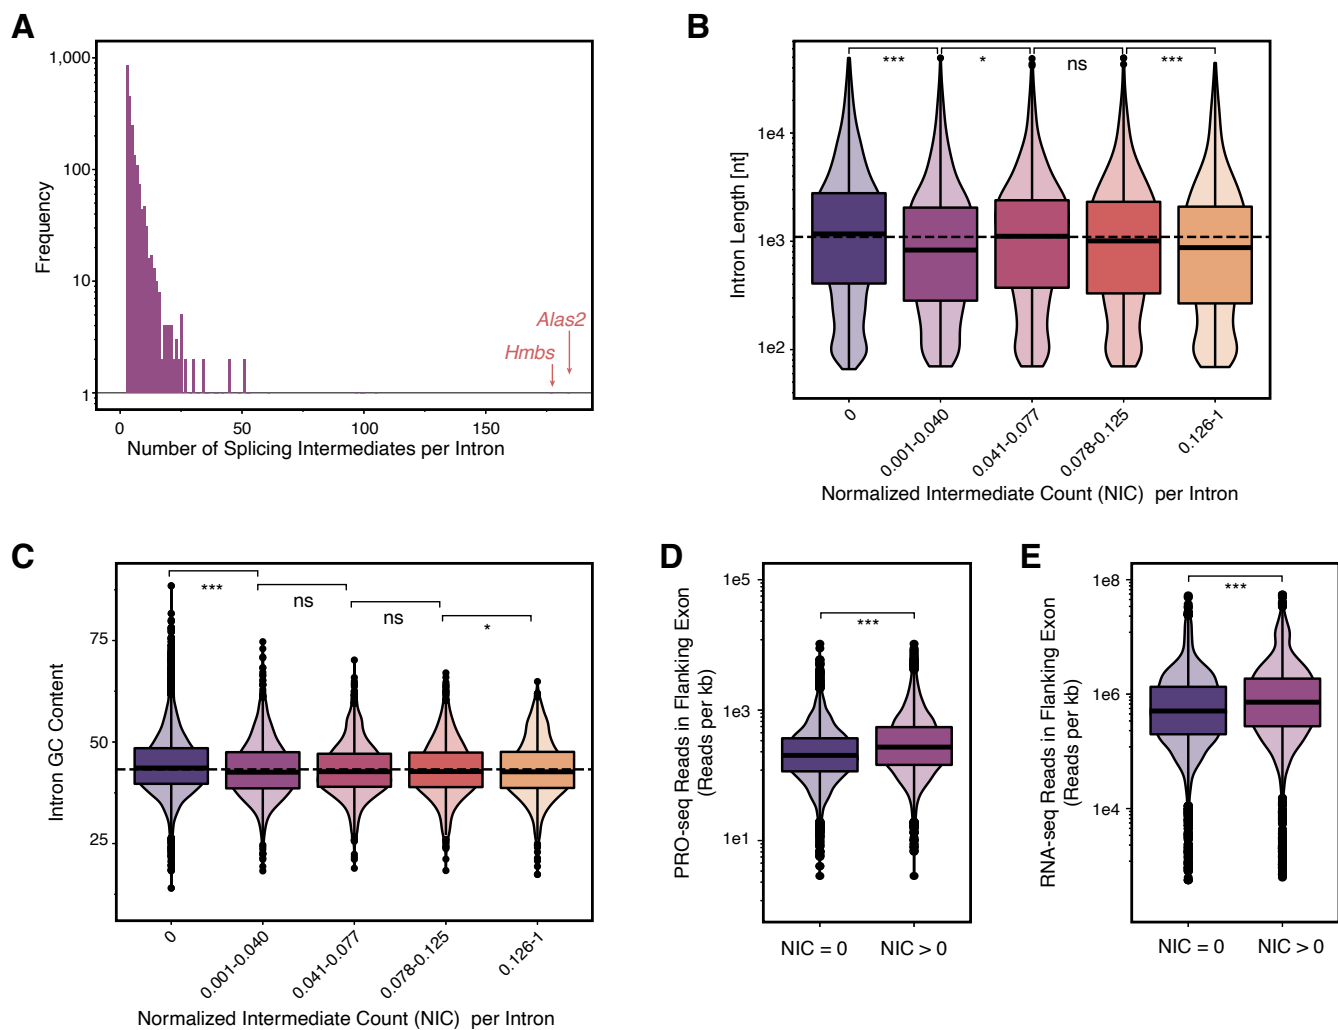 A
1,000
100
10
1
Frequency
Alas2
Hmbs
0
50
100
150
Number of Splicing Intermediates per Intron
B
***
*
ns
***
1e4
1e3
1e2
Intron Length [nt]
0
0.001-0.040
0.041-0.077
0.078-0.125
0.126-1
Normalized Intermediate Count (NIC) per Intron
C
***
ns
ns
*
75
50
25
Intron GC Content
0
0.001-0.040
0.041-0.077
0.078-0.125
0.126-1
Normalized Intermediate Count (NIC) per Intron
D
1e5
1e3
1e1
***
PRO-seq Reads in Flanking Exon
(Reads per kb)
NIC = 0
NIC > 0
E
1e8
1e6
1e4
***
RNA-seq Reads in Flanking Exon
(Reads per kb)
NIC = 0
NIC > 0